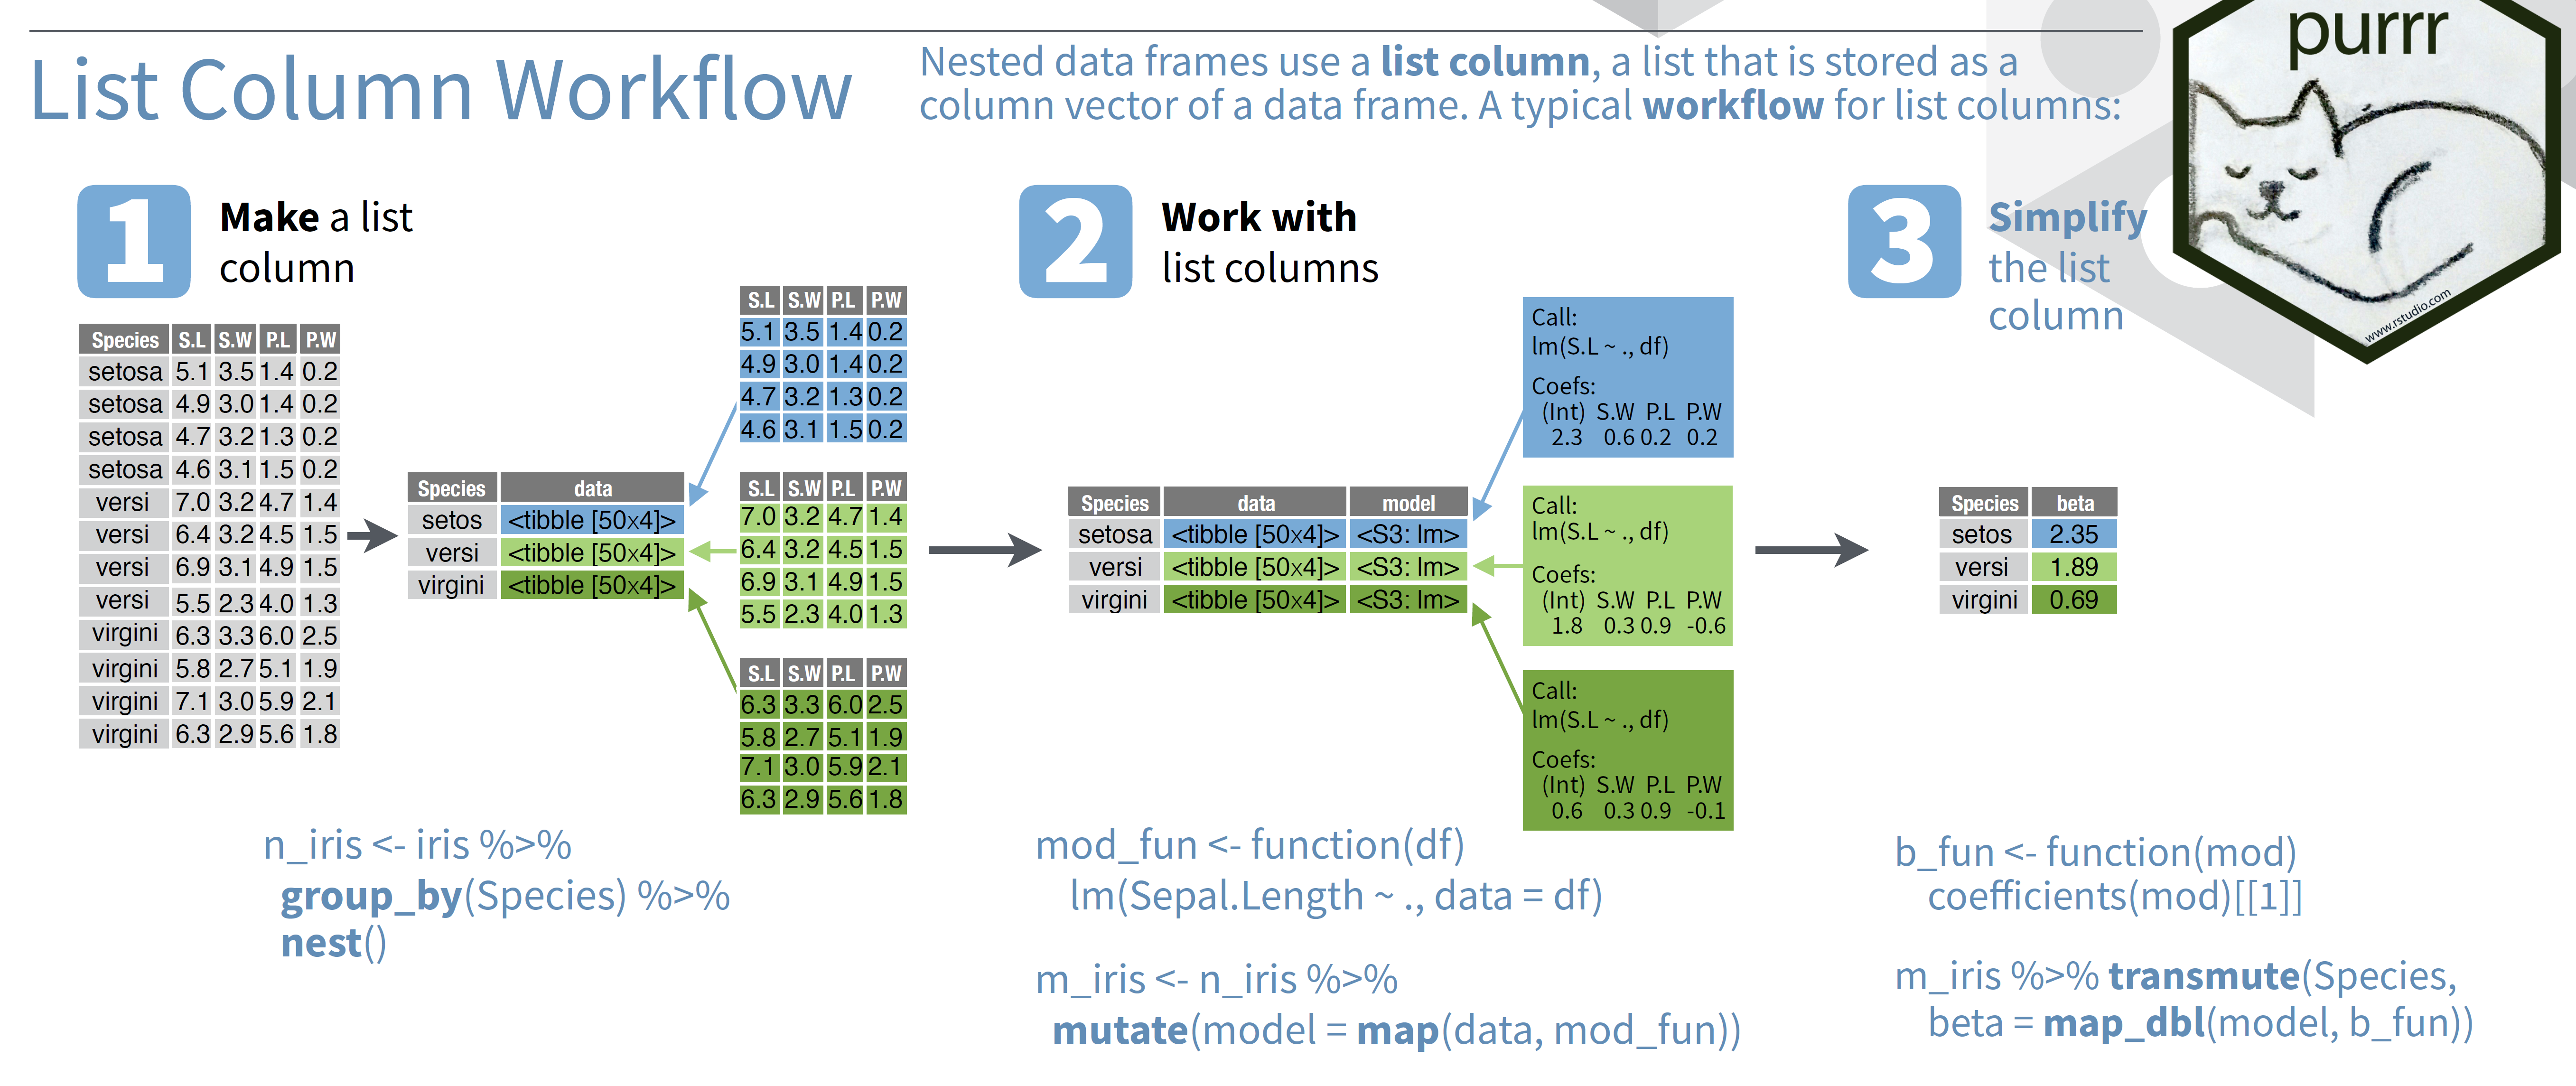 purrr
List Column Workflow
Nested data frames use a list column, a list that is stored as a
column vector of a data frame. A typical workflow for list columns:
www.rstudio.com
1
Make a list
column
Species S.L S.W P.L P.W
setosa 5.1 3.5 1.4 0.2
setosa 4.9 3.0 1.4 0.2
setosa 4.7 3.2 1.3 0.2
setosa 4.6 3.1 1.5 0.2
versi 7.0 3.2 4.7 1.4
versi 6.4 3.2 4.5 1.5
versi 6.9 3.1 4.9 1.5
versi 5.5 2.3 4.0 1.3
virgini 6.3 3.3 6.0 2.5
virgini 5.8 2.7 5.1 1.9
virgini 7.1 3.0 5.9 2.1
virgini 6.3 2.9 5.6 1.8
Species data
setos <tibble [50x4]>
versi <tibble [50x4]>
virgini <tibble [50x4]>
S.L S.W P.L P.W
5.1 3.5 1.4 0.2
4.9 3.0 1.4 0.2
4.7 3.2 1.3 0.2
4.6 3.1 1.5 0.2
S.L S.W P.L P.W
7.0 3.2 4.7 1.4
6.4 3.2 4.5 1.5
6.9 3.1 4.9 1.5
5.5 2.3 4.0 1.3
S.L S.W P.L P.W
6.3 3.3 6.0 2.5
5.8 2.7 5.1 1.9
7.1 3.0 5.9 2.1
6.3 2.9 5.6 1.8
n_iris <- iris %>%
group_by(Species) %>%
nest()
2
Work with
list columns
Species data model
setosa <tibble [50x4]> <S3: lm>
versi <tibble [50x4]> <S3: lm>
virgini <tibble [50x4]> <S3: lm>
Call:
lm(S.L ~ ., df)
Coefs:
(Int) S.W P.L P.W
2.3 0.6 0.2 0.2
Call:
lm(S.L ~ ., df)
Coefs:
(Int) S.W P.L P.W
1.8 0.3 0.9 -0.6
Call:
lm(S.L ~ ., df)
Coefs:
(Int) S.W P.L P.W
0.6 0.3 0.9 -0.1
mod_fun <- function(df)
lm(Sepal.Length ~ ., data = df)
m_iris <- n_iris %>%
mutate(model = map(data, mod_fun))
3
Simplify
the list
column
Species beta
setos 2.35
versi 1.89
virgini 0.69
b_fun <- function(mod)
coefficients(mod)[[1]]
m_iris %>% transmute(Species,
beta = map_dbl(model, b_fun))